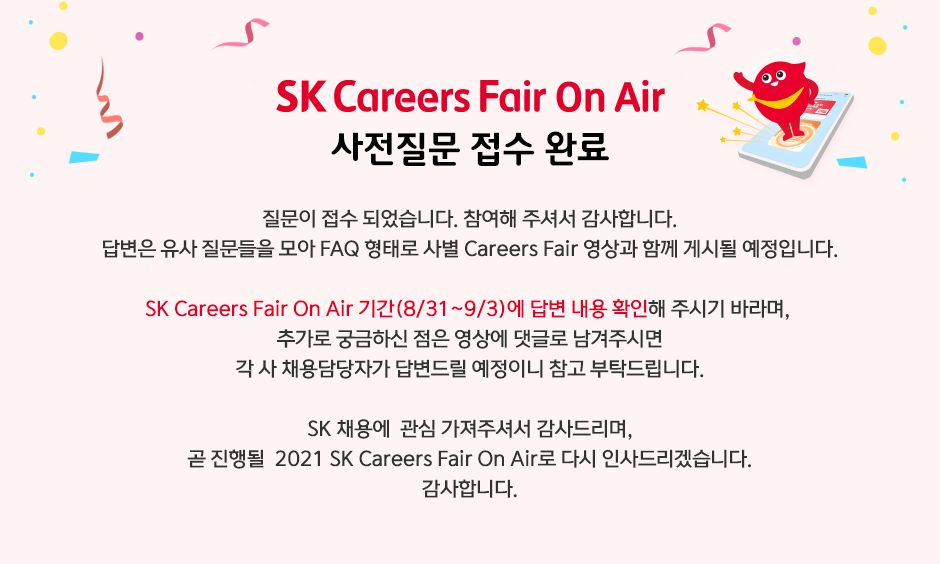 SK Careers Fair On Air
사전질문 접수 완료
질문이 접수 되었습니다. 참여해 주셔서 감사합니다.
답변은 유사 질문들을 모아 FAQ 형태로 사별 Careers Fair 영상과 함께 게시될 예정입니다.
SK Careers Fair On Air 기간(8/31~9/3)에 답변 내용 확인해 주시기 바라며,
추가로 궁금하신 점은 영상에 댓글로 남겨주시면
각 사 채용담당자가 답변드릴 예정이니 참고 부탁드립니다.
SK 채용에 관심 가져주셔서 감사드리며,
곧 진행될 2021 SK Careers Fair On Air로 다시 인사드리겠습니다.
감사합니다.